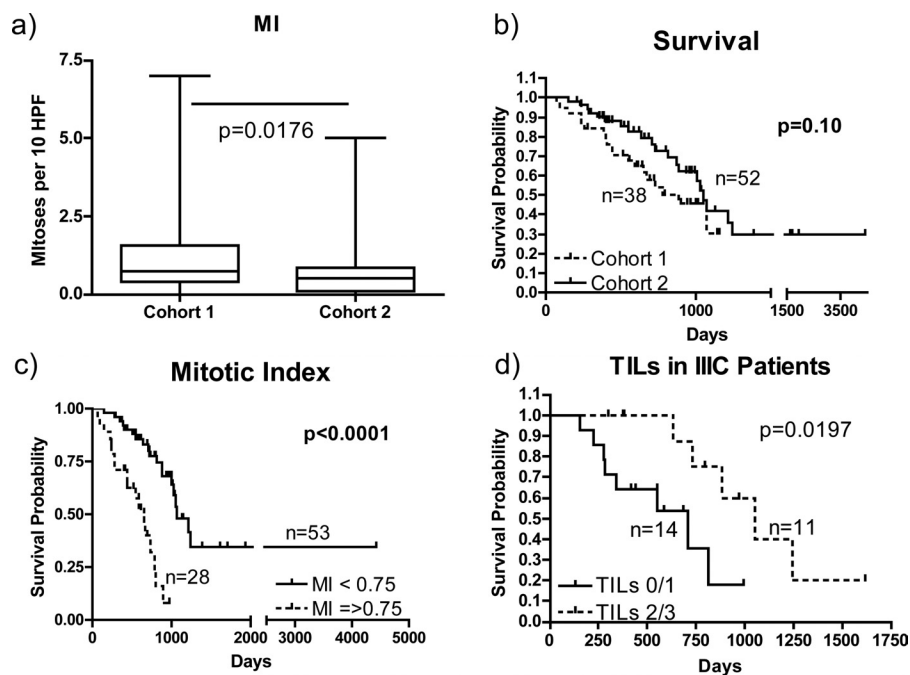 a)
MI
MItoses per 10 HPF
7.5
5.0
2.5
0.0
p=0.0176
Cohort 1
Cohort 2
b)
Survival
Survival Probability
1.1
1.0
0.9
0.8
0.7
0.6
0.5
0.4
0.3
0.2
0.1
0.0
p=0.10
n=52
n=38
Cohort 1
Cohort 2
0
1000
1500
3500
Days
c)
Mitotic Index
Survival Probability
1.00
0.75
0.50
0.25
0.00
p<0.0001
n=53
n=28
MI < 0.75
MI =>0.75
0
1000
2000
3000
4000
5000
Days
d)
TILs in IIIC Patients
Survival Probability
1.1
1.0
0.9
0.8
0.7
0.6
0.5
0.4
0.3
0.2
0.1
0.0
p=0.0197
n=14
n=11
TILs 0/1
TILs 2/3
0
250
500
750
1000
1250
1500
1750
Days